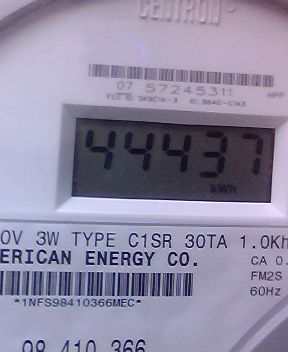 CENTRON
07 57245311
HPP
44437
kWh
0V 3W TYPE C1SR 30TA 1.0Kh
ERICAN ENERGY CO.
CA 0.
FM2S
60Hz
*1NFS98410366MEC*
98 410 366